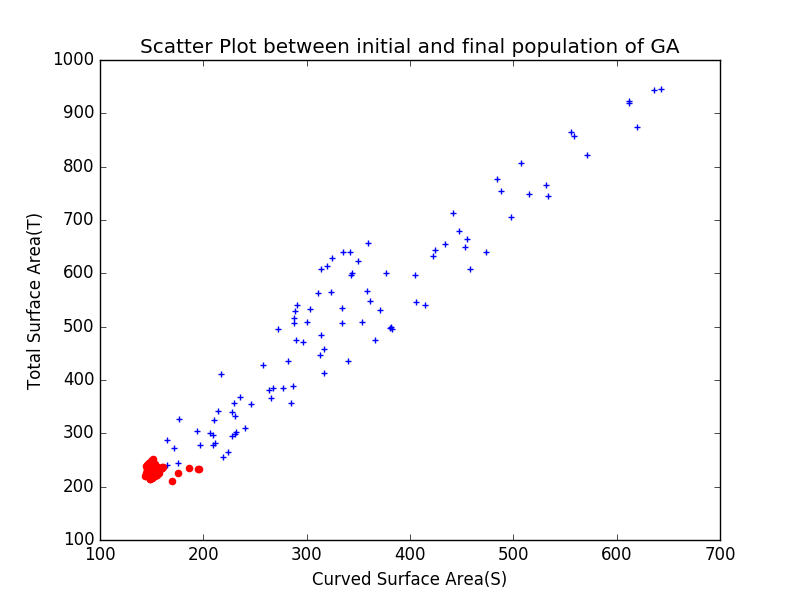 Scatter Plot between initial and final population of GA
1000
900
800
700
600
500
400
300
200
100
Total Surface Area(T)
100 200 300 400 500 600 700
Curved Surface Area(S)